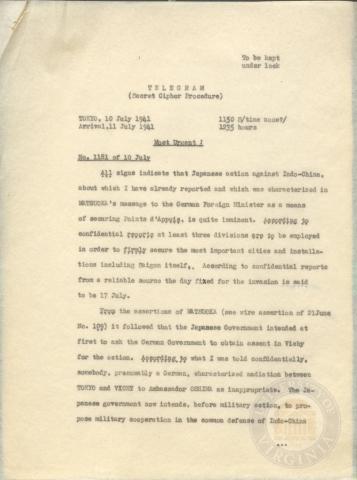 To be kept
under lock
TELEGRAM
(Secret Cipher Procedure)
TOKYO, 10 July 1941 1150 S/time zone?/
Arrival, 11 July 1941 1235 hours
Most Urgent !
No. 1181 of 10 July
All signs indicate that Japanese action against Indo-China,
about which I have already reported and which was characterized in
MATSUOKA's message to the German Foreign Minister as a means
of securing Points d'Appuis, is quite imminent. According to
confidential reports at least three divisions are to be employed
in order to firmly secure the most important cities and installa-
tions including Saigon itself. According to confidential reports
from a reliable source the day fixed for the invasion is said
to be 17 July.
From the assertions of MATSUOKA (see wire assertion of 21June
No. 109) it followed that the Japanese Government intended at
first to ask the German Government to obtain assent in Vichy
for the action. According to what I was told confidentially,
somebody, presumably a German, characterized mediation between
TOKYO and VICHY to Ambassador OSHIMA as inappropriate. The Ja-
panese government now intends, before military action, to pro-
pose military cooperation in the common defense of Indo-China
...
VIRGINIA